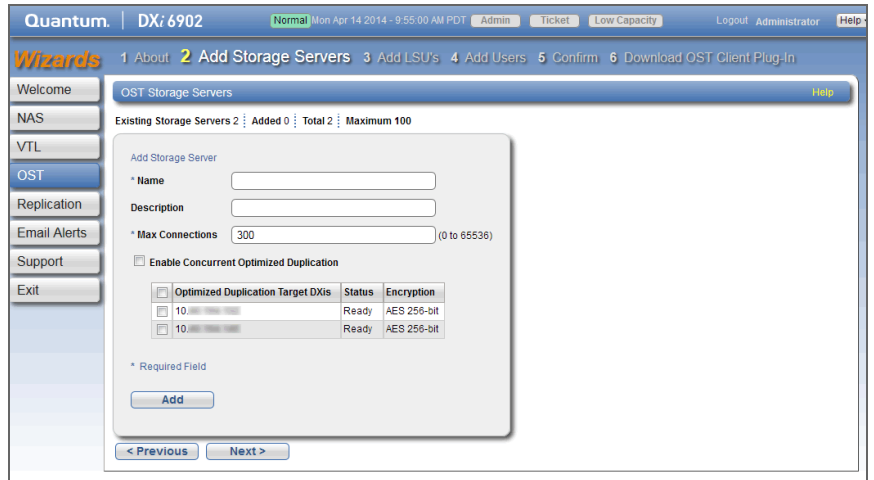 Quantum. DXi 6902 Normal Mon Apr 14 2014 - 9:55:00 AM PDT Admin Ticket Low Capacity Logout Administrator Help
Wizards 1 About 2 Add Storage Servers 3 Add LSU's 4 Add Users 5 Confirm 6 Download OST Client Plug-In
Welcome
NAS
VTL
OST
Replication
Email Alerts
Support
Exit
OST Storage Servers Help
Existing Storage Servers 2 Added 0 Total 2 Maximum 100
Add Storage Server
* Name
Description
* Max Connections 300 (0 to 65536)
Enable Concurrent Optimized Duplication
Optimized Duplication Target DXis Status Encryption
10. Ready AES 256-bit
10. Ready AES 256-bit
* Required Field
Add
< Previous Next >